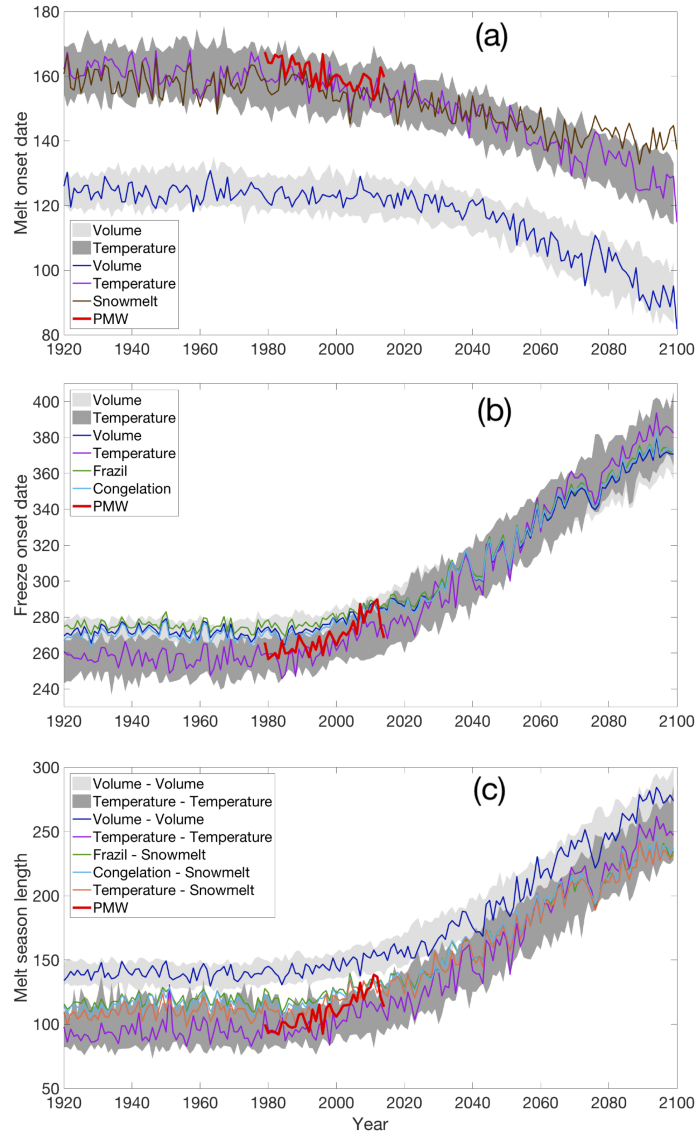 (a)
180
160
140
120
100
80
Melt onset date
Volume
Temperature
Volume
Temperature
Snowmelt
PMW
1920 1940 1960 1980 2000 2020 2040 2060 2080 2100
(b)
400
380
360
340
320
300
280
260
240
Freeze onset date
Volume
Temperature
Volume
Temperature
Frazil
Congelation
PMW
1920 1940 1960 1980 2000 2020 2040 2060 2080 2100
(c)
300
250
200
150
100
50
Melt season length
Volume - Volume
Temperature - Temperature
Volume - Volume
Temperature - Temperature
Frazil - Snowmelt
Congelation - Snowmelt
Temperature - Snowmelt
PMW
1920 1940 1960 1980 2000 2020 2040 2060 2080 2100
Year